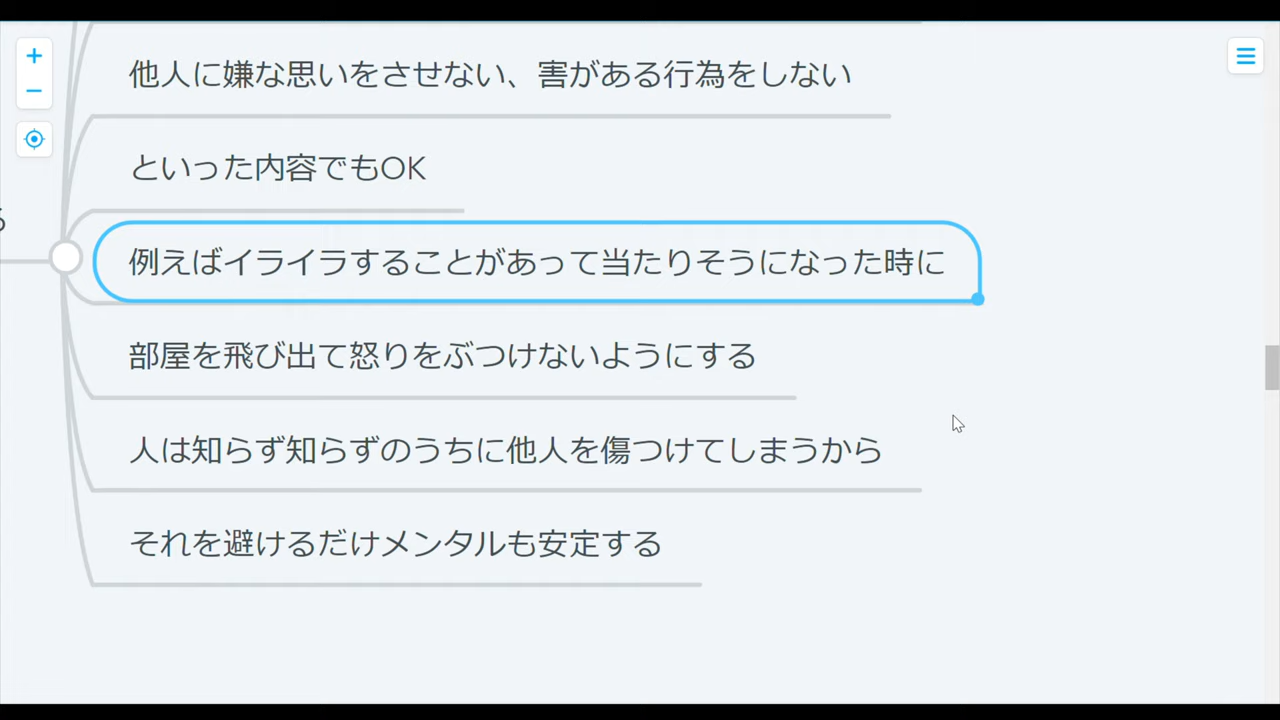 他人に嫌な思いをさせない、害がある行為をしない
といった内容でもOK
例えばイライラすることがあって当たりそうになった時に
部屋を飛び出て怒りをぶつけないようにする
人は知らず知らずのうちに他人を傷つけてしまうから
それを避けるだけメンタルも安定する